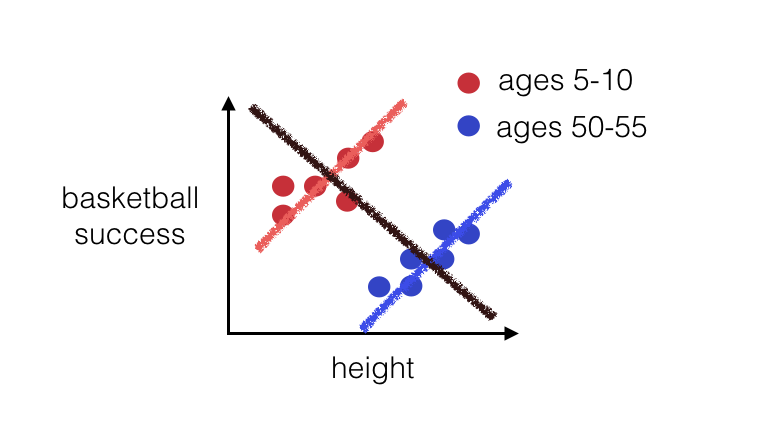 ages 5-10
ages 50-55
basketball
success
height